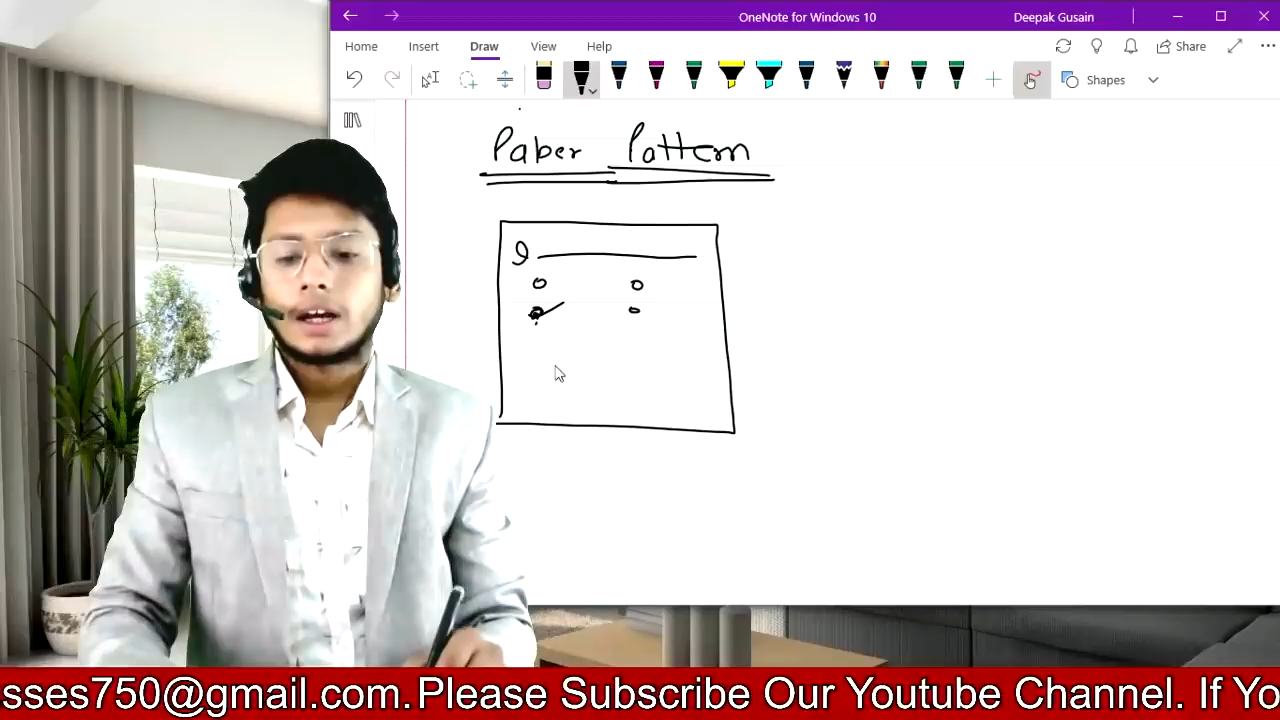 OneNote for Windows 10
Deepak Gusain
Home Insert Draw View Help
Share
Shapes
Paper Pattern
Q
sses750@gmail.com.Please Subscribe Our Youtube Channel. If Yo